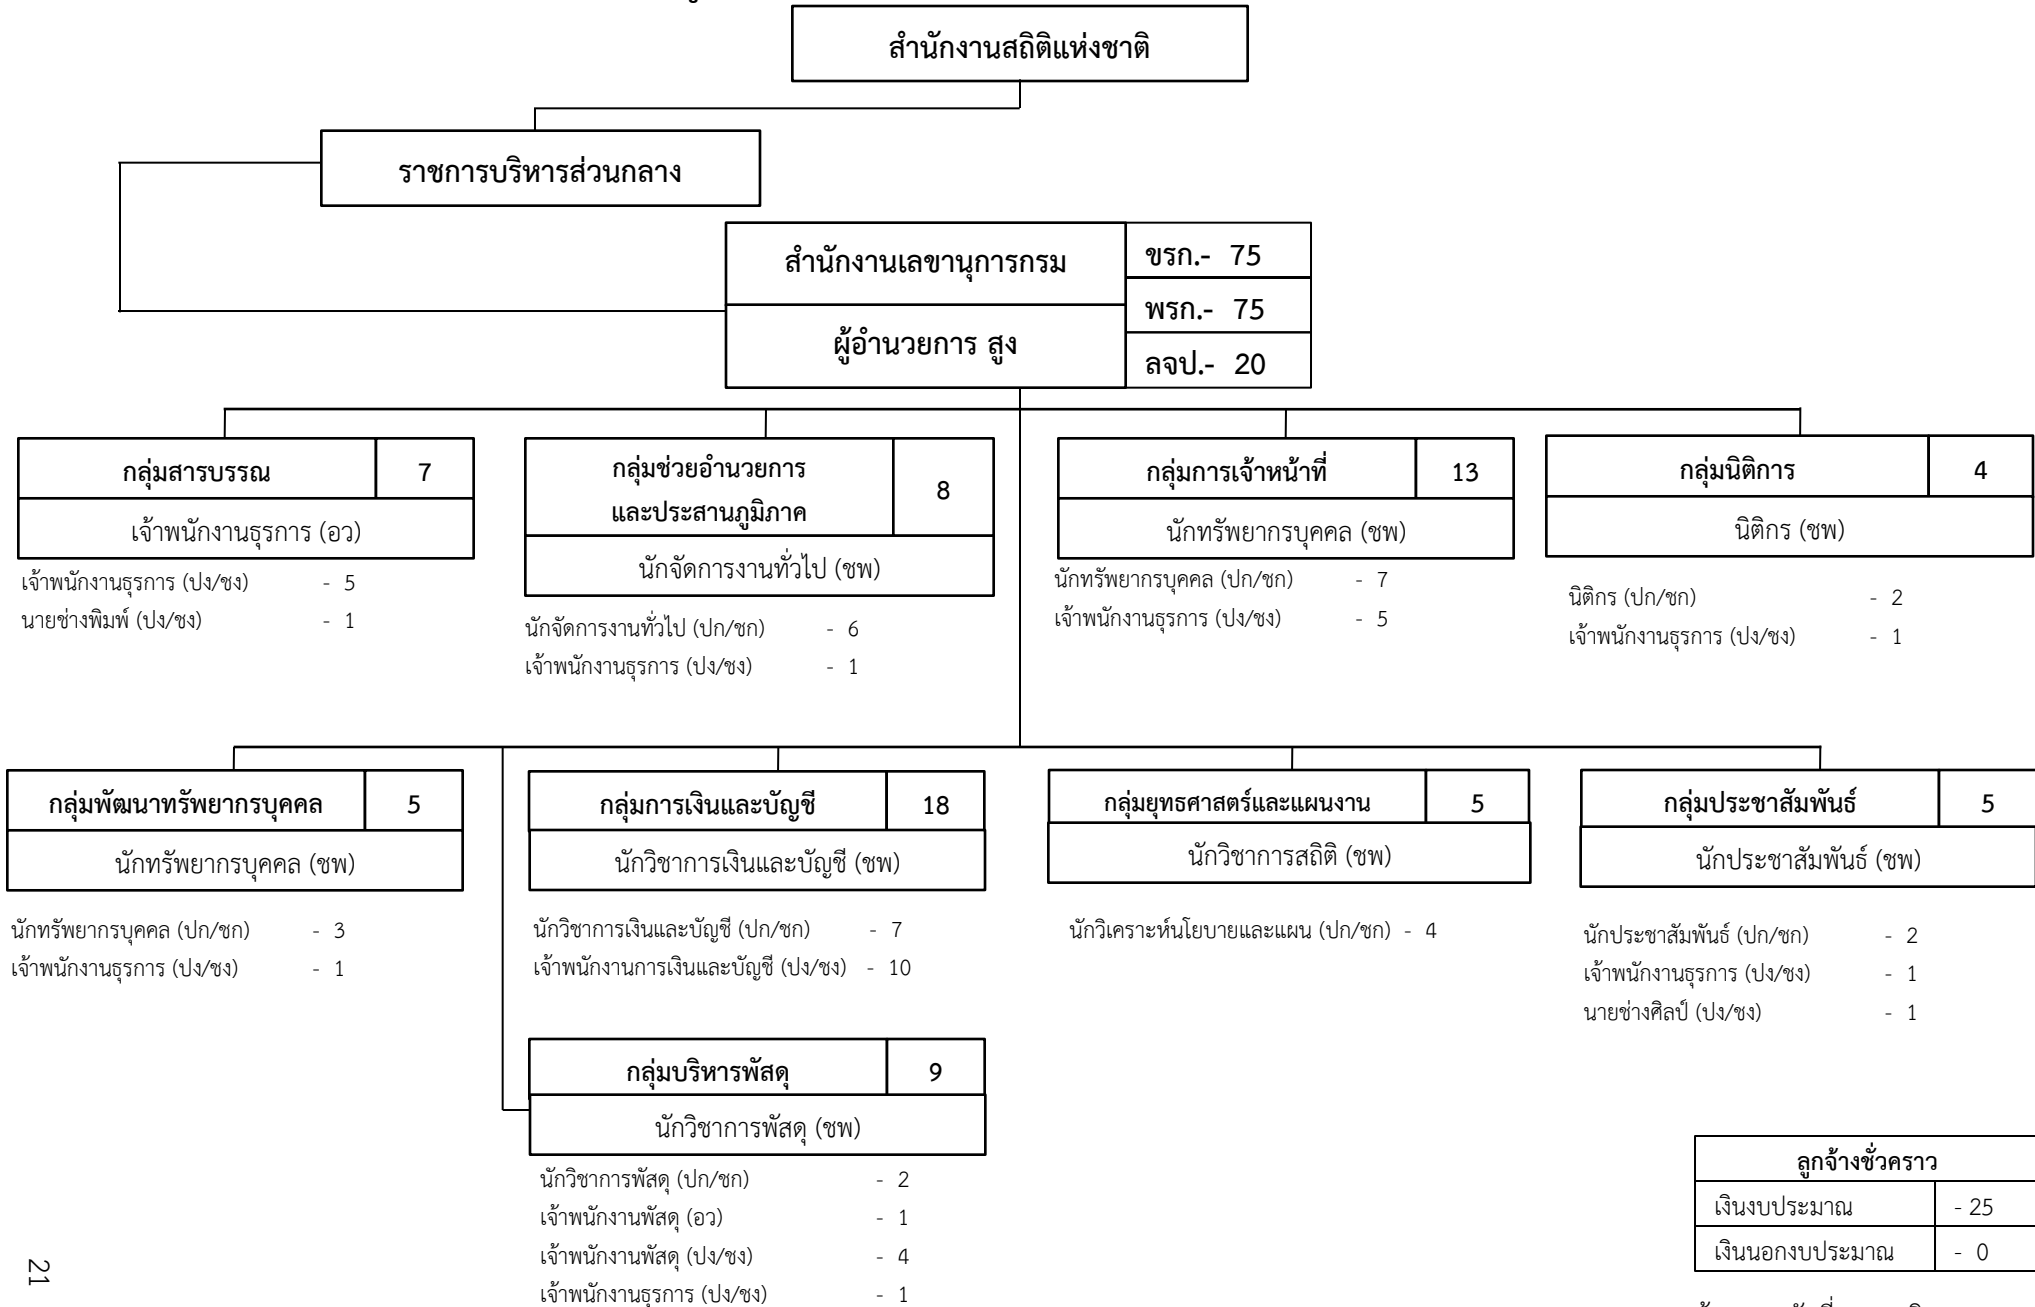 สำนักงานสถิติแห่งชาติ
ราชการบริหารส่วนกลาง
สำนักงานเลขานุการกรม
ผู้อำนวยการ สูง
ขรก.- 75
พรก.- 75
ลจป.- 20
กลุ่มสารบรรณ 7
เจ้าพนักงานธุรการ (อว)
เจ้าพนักงานธุรการ (ปง/ชง) - 5
นายช่างพิมพ์ (ปง/ชง) - 1
กลุ่มช่วยอำนวยการ
และประสานภูมิภาค 8
นักจัดการงานทั่วไป (ชพ)
นักจัดการงานทั่วไป (ปก/ชก) - 6
เจ้าพนักงานธุรการ (ปง/ชง) - 1
กลุ่มการเจ้าหน้าที่ 13
นักทรัพยากรบุคคล (ชพ)
นักทรัพยากรบุคคล (ปก/ชก) - 7
เจ้าพนักงานธุรการ (ปง/ชง) - 5
กลุ่มนิติการ 4
นิติกร (ชพ)
นิติกร (ปก/ชก) - 2
เจ้าพนักงานธุรการ (ปง/ชง) - 1
กลุ่มพัฒนาทรัพยากรบุคคล 5
นักทรัพยากรบุคคล (ชพ)
นักทรัพยากรบุคคล (ปก/ชก) - 3
เจ้าพนักงานธุรการ (ปง/ชง) - 1
กลุ่มการเงินและบัญชี 18
นักวิชาการเงินและบัญชี (ชพ)
นักวิชาการเงินและบัญชี (ปก/ชก) - 7
เจ้าพนักงานการเงินและบัญชี (ปง/ชง) - 10
กลุ่มยุทธศาสตร์และแผนงาน 5
นักวิชาการสถิติ (ชพ)
นักวิเคราะห์นโยบายและแผน (ปก/ชก) - 4
กลุ่มประชาสัมพันธ์ 5
นักประชาสัมพันธ์ (ชพ)
นักประชาสัมพันธ์ (ปก/ชก) - 2
เจ้าพนักงานธุรการ (ปง/ชง) - 1
นายช่างศิลป์ (ปง/ชง) - 1
กลุ่มบริหารพัสดุ 9
นักวิชาการพัสดุ (ชพ)
นักวิชาการพัสดุ (ปก/ชก) - 2
เจ้าพนักงานพัสดุ (อว) - 1
เจ้าพนักงานพัสดุ (ปง/ชง) - 4
เจ้าพนักงานธุรการ (ปง/ชง) - 1
ลูกจ้างชั่วคราว
เงินงบประมาณ - 25
เงินนอกงบประมาณ - 0
21